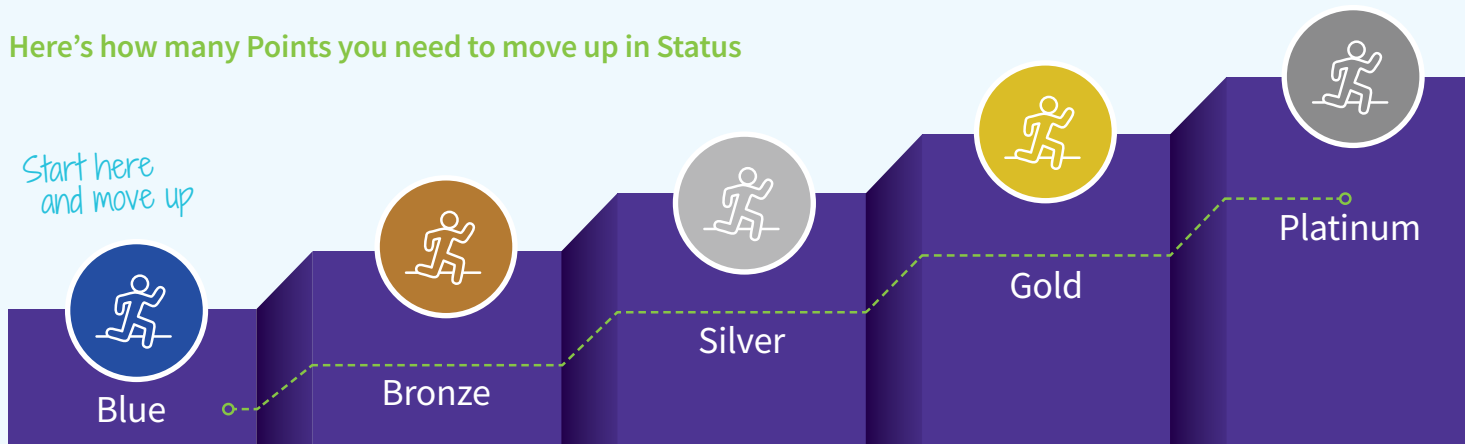 Here’s how many Points you need to move up in Status
Start here
and move up
Blue
Bronze
Silver
Gold
Platinum